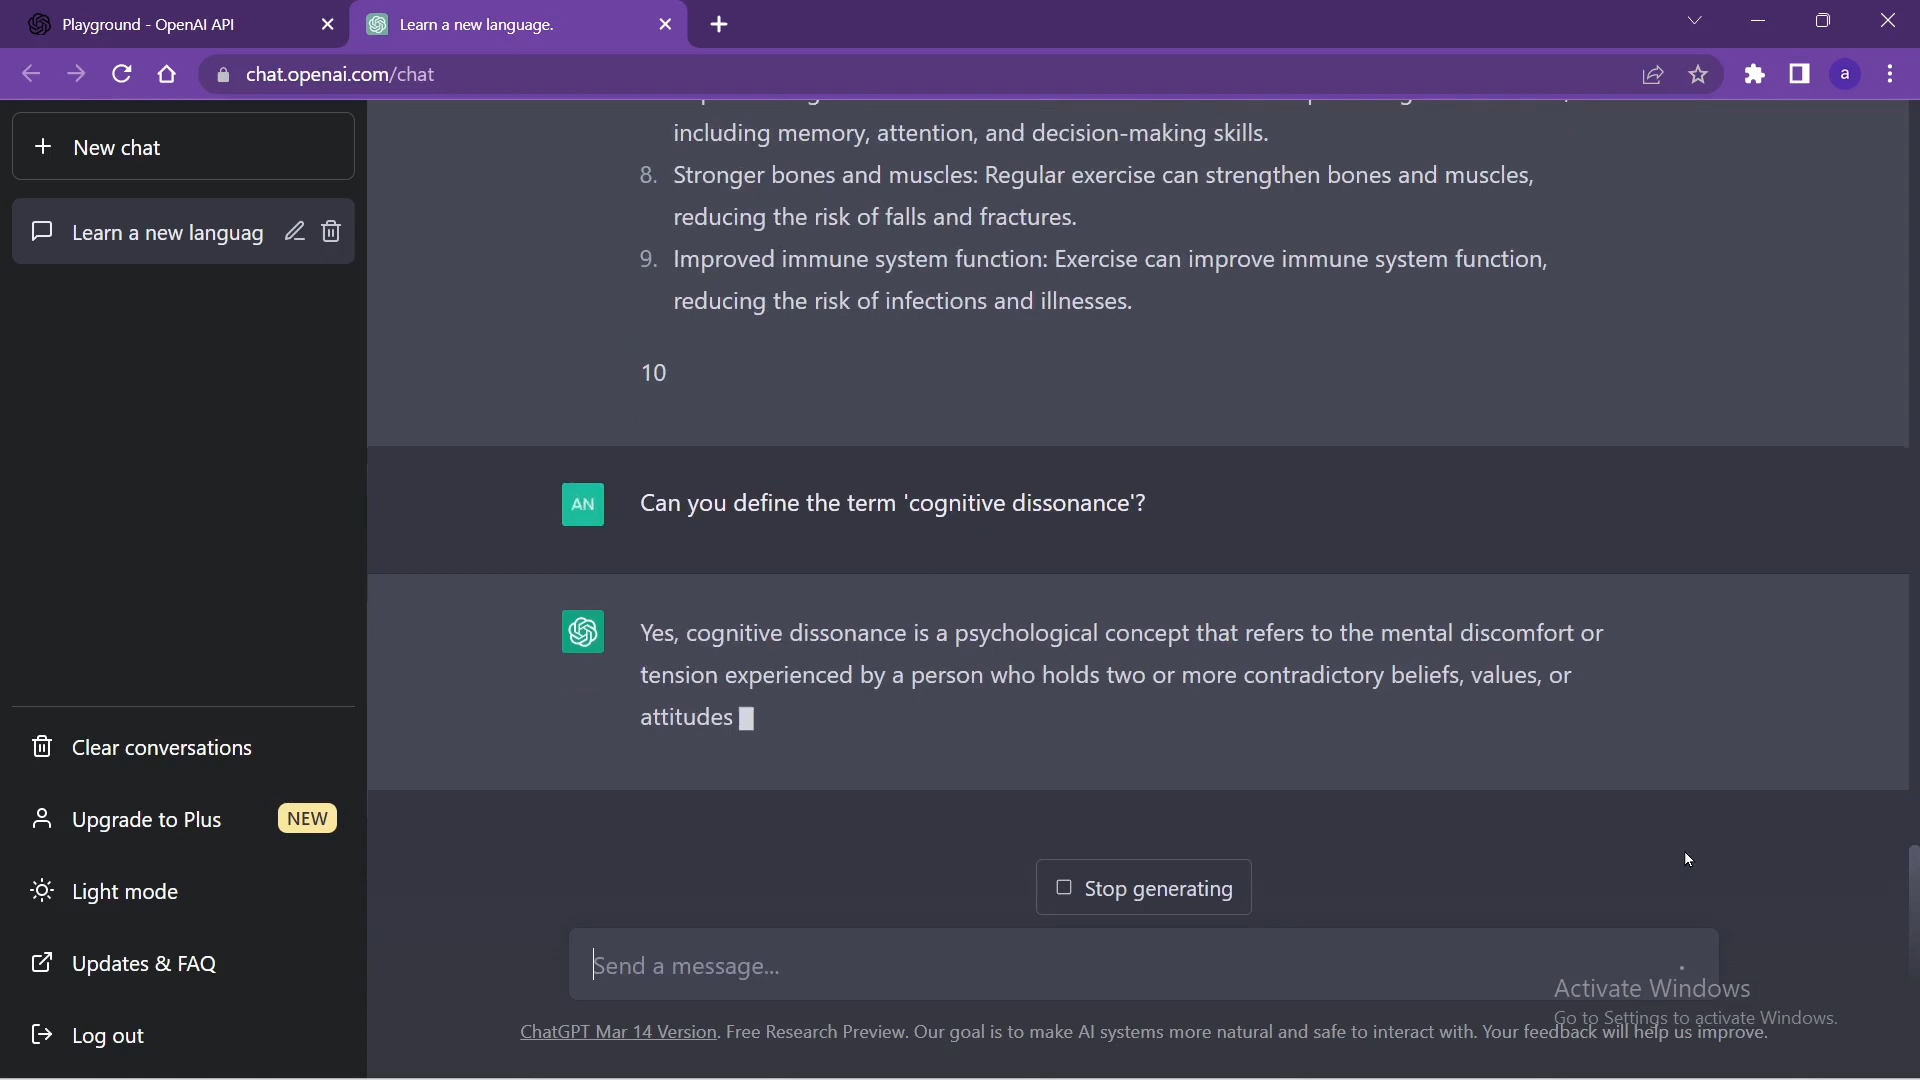 Playground - OpenAI API
Learn a new language.
chat.openai.com/chat
a
New chat
Learn a new languag
including memory, attention, and decision-making skills.
8. Stronger bones and muscles: Regular exercise can strengthen bones and muscles,
reducing the risk of falls and fractures.
9. Improved immune system function: Exercise can improve immune system function,
reducing the risk of infections and illnesses.
10
AN
Can you define the term 'cognitive dissonance'?
Yes, cognitive dissonance is a psychological concept that refers to the mental discomfort or
tension experienced by a person who holds two or more contradictory beliefs, values, or
attitudes
Clear conversations
Upgrade to Plus
NEW
Light mode
Updates & FAQ
Log out
Stop generating
Send a message...
Activate Windows
Go to Settings to activate Windows.
ChatGPT Mar 14 Version. Free Research Preview. Our goal is to make AI systems more natural and safe to interact with. Your feedback will help us improve.